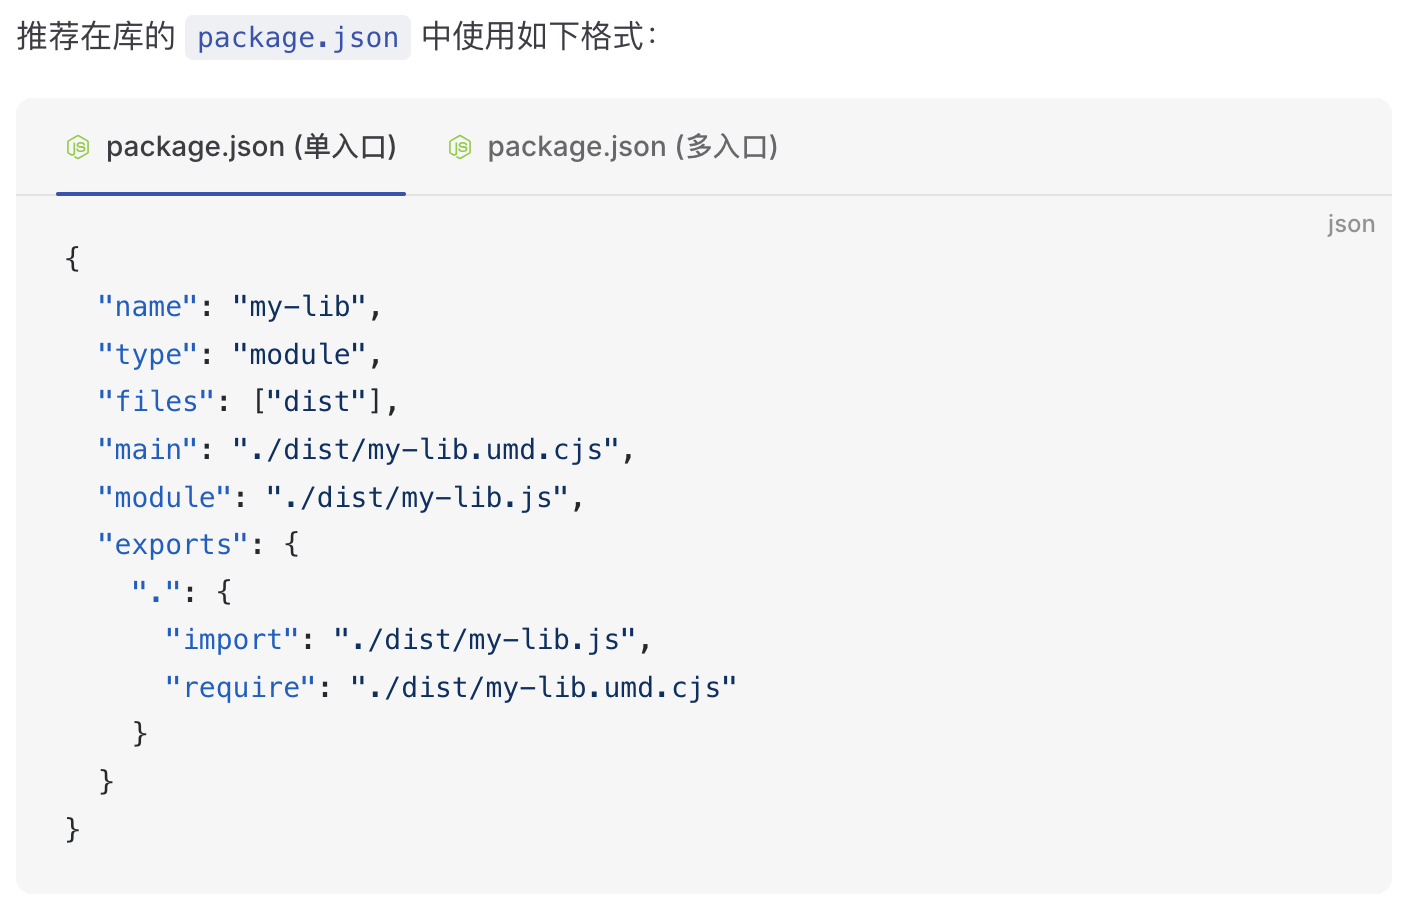 推荐在库的 package.json 中使用如下格式：
package.json (单入口) package.json (多入口)
json
{
  "name": "my-lib",
  "type": "module",
  "files": ["dist"],
  "main": "./dist/my-lib.umd.cjs",
  "module": "./dist/my-lib.js",
  "exports": {
    ".": {
      "import": "./dist/my-lib.js",
      "require": "./dist/my-lib.umd.cjs"
    }
  }
}